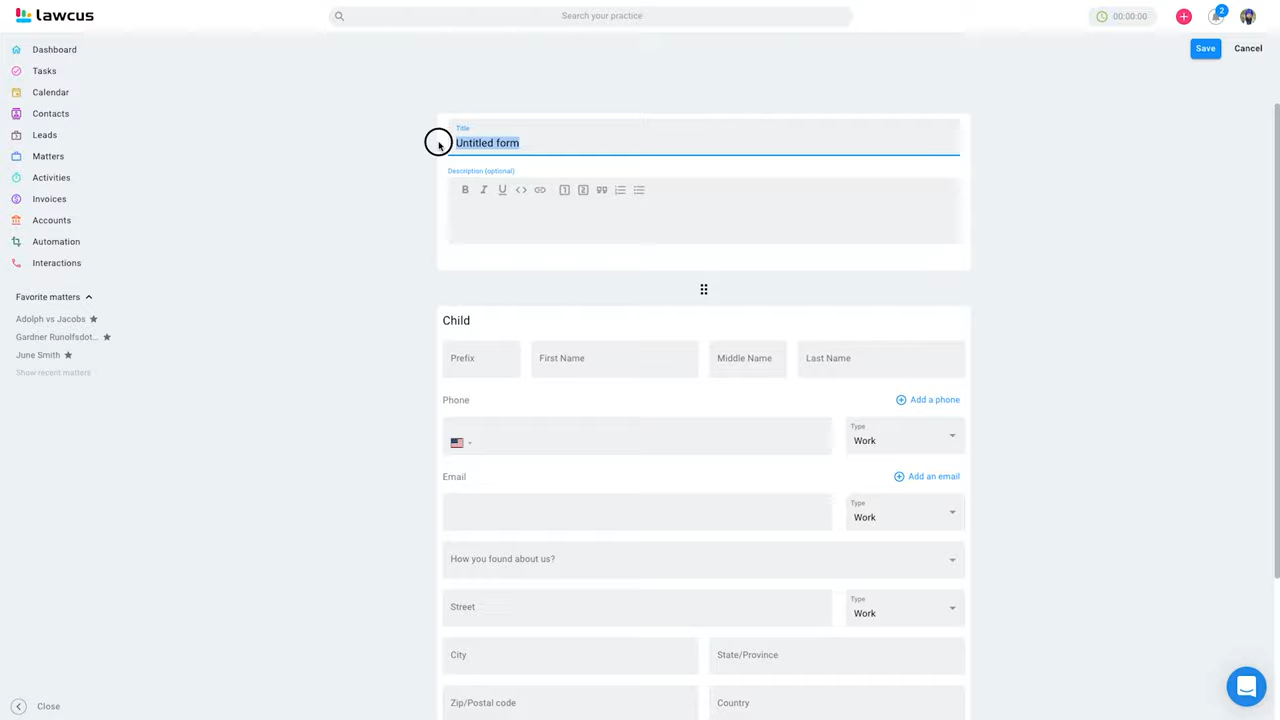 lawcus
Search your practice
00:00:00
2
Dashboard
Save
Cancel
Tasks
Calendar
Contacts
Leads
Matters
Activities
Invoices
Accounts
Automation
Interactions
Favorite matters
Adolph vs Jacobs
Gardner Runolfsdot...
June Smith
Show recent matters
Close
Title
Untitled form
Description (optional)
B I U <> 1 2
Child
Prefix
First Name
Middle Name
Last Name
Phone
Add a phone
Type
Work
Email
Add an email
Type
Work
How you found about us?
Street
Type
Work
City
State/Province
Zip/Postal code
Country